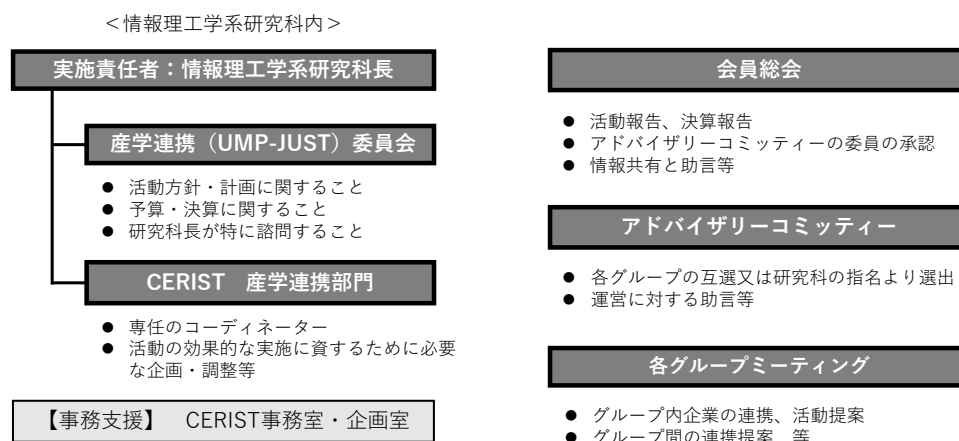 <情報理工学系研究科内>
実施責任者：情報理工学系研究科長
産学連携（UMP-JUST）委員会
● 活動方針・計画に関すること
● 予算・決算に関すること
● 研究科長が特に諮問すること
CERIST　産学連携部門
● 専任のコーディネーター
● 活動の効果的な実施に資するために必要
な企画・調整等
【事務支援】　CERIST事務室・企画室
会員総会
● 活動報告、決算報告
● アドバイザリーコミッティーの委員の承認
● 情報共有と助言等
アドバイザリーコミッティー
● 各グループの互選又は研究科の指名より選出
● 運営に対する助言等
各グループミーティング
● グループ内企業の連携、活動提案
● グループ間の連携提案、等